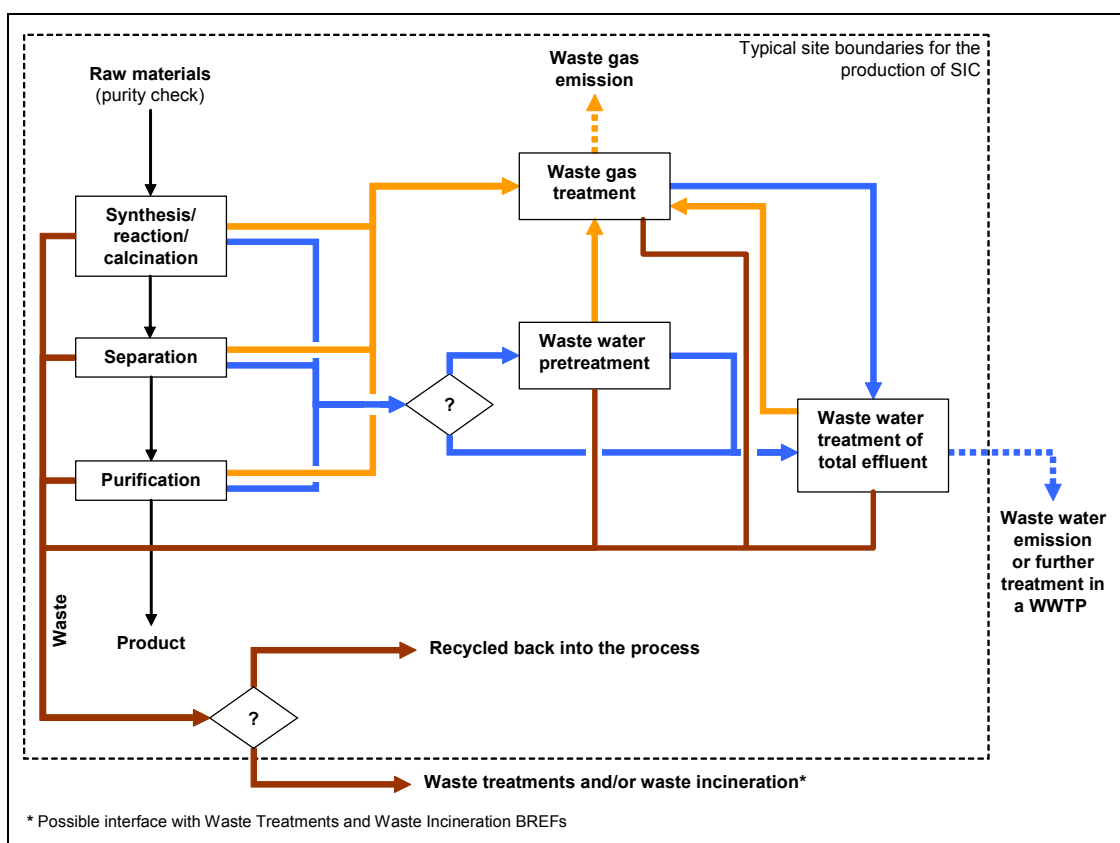 Typical site boundaries for the
production of SIC
Raw materials
(purity check)
Waste gas
emission
Waste gas
treatment
Synthesis/
reaction/
calcination
Separation
Waste water
pretreatment
?
Waste water
treatment of
total effluent
Purification
Waste water
emission
or further
treatment in
a WWTP
Waste
Product
Recycled back into the process
?
Waste treatments and/or waste incineration*
* Possible interface with Waste Treatments and Waste Incineration BREFs